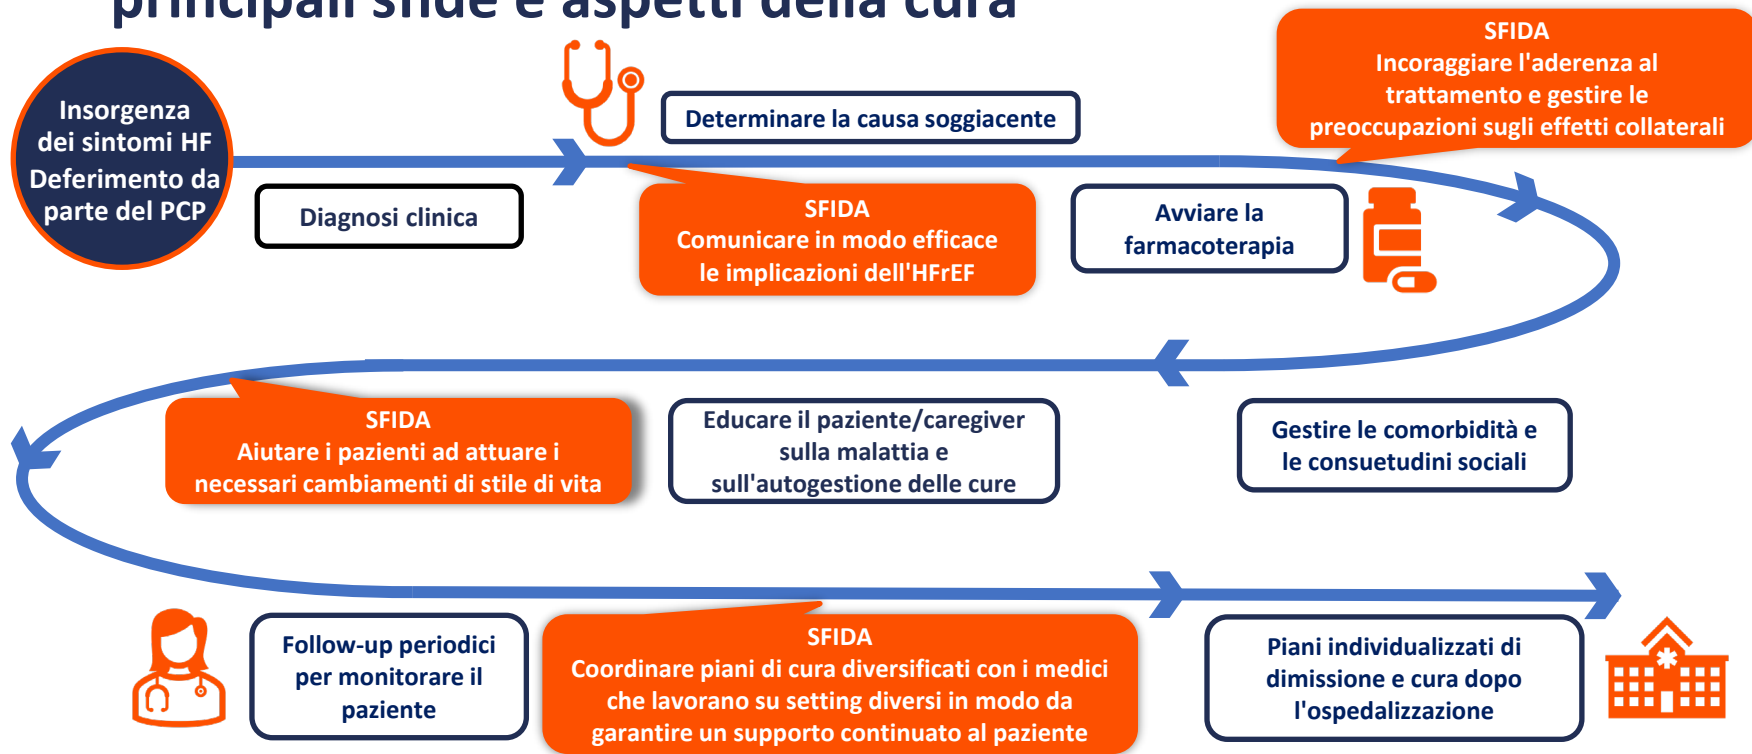 principali sfide e aspetti della cura
Insorgenza
dei sintomi HF
Deferimento da
parte del PCP
Diagnosi clinica
Determinare la causa soggiacente
SFIDA
Comunicare in modo efficace
le implicazioni dell'HFrEF
Avviare la
farmacoterapia
SFIDA
Incoraggiare l'aderenza al
trattamento e gestire le
preoccupazioni sugli effetti collaterali
SFIDA
Aiutare i pazienti ad attuare i
necessari cambiamenti di stile di vita
Educare il paziente/caregiver
sulla malattia e
sull'autogestione delle cure
Gestire le comorbidità e
le consuetudini sociali
Follow-up periodici
per monitorare il
paziente
SFIDA
Coordinare piani di cura diversificati con i medici
che lavorano su setting diversi in modo da
garantire un supporto continuato al paziente
Piani individualizzati di
dimissione e cura dopo
l'ospedalizzazione